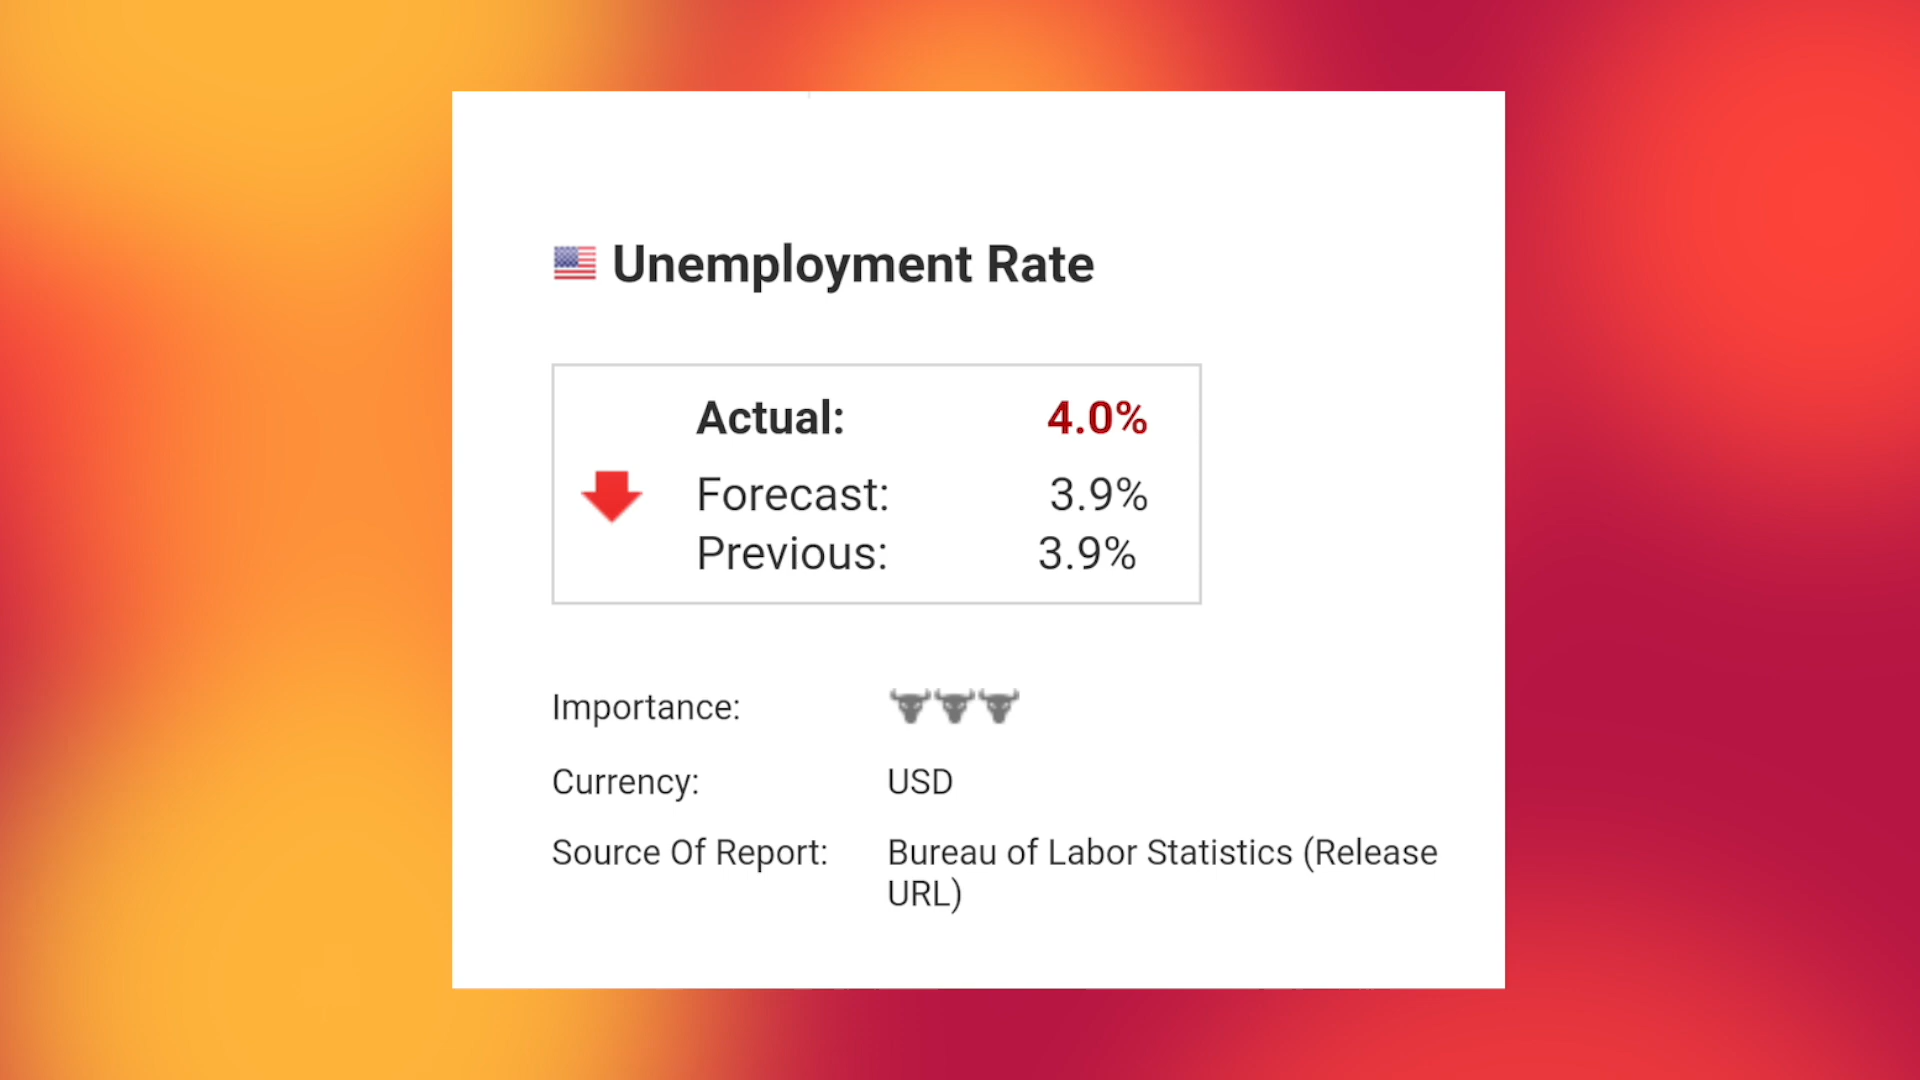 Unemployment Rate
Actual: 4.0%
Forecast: 3.9%
Previous: 3.9%
Importance:
Currency: USD
Source Of Report: Bureau of Labor Statistics (Release
URL)